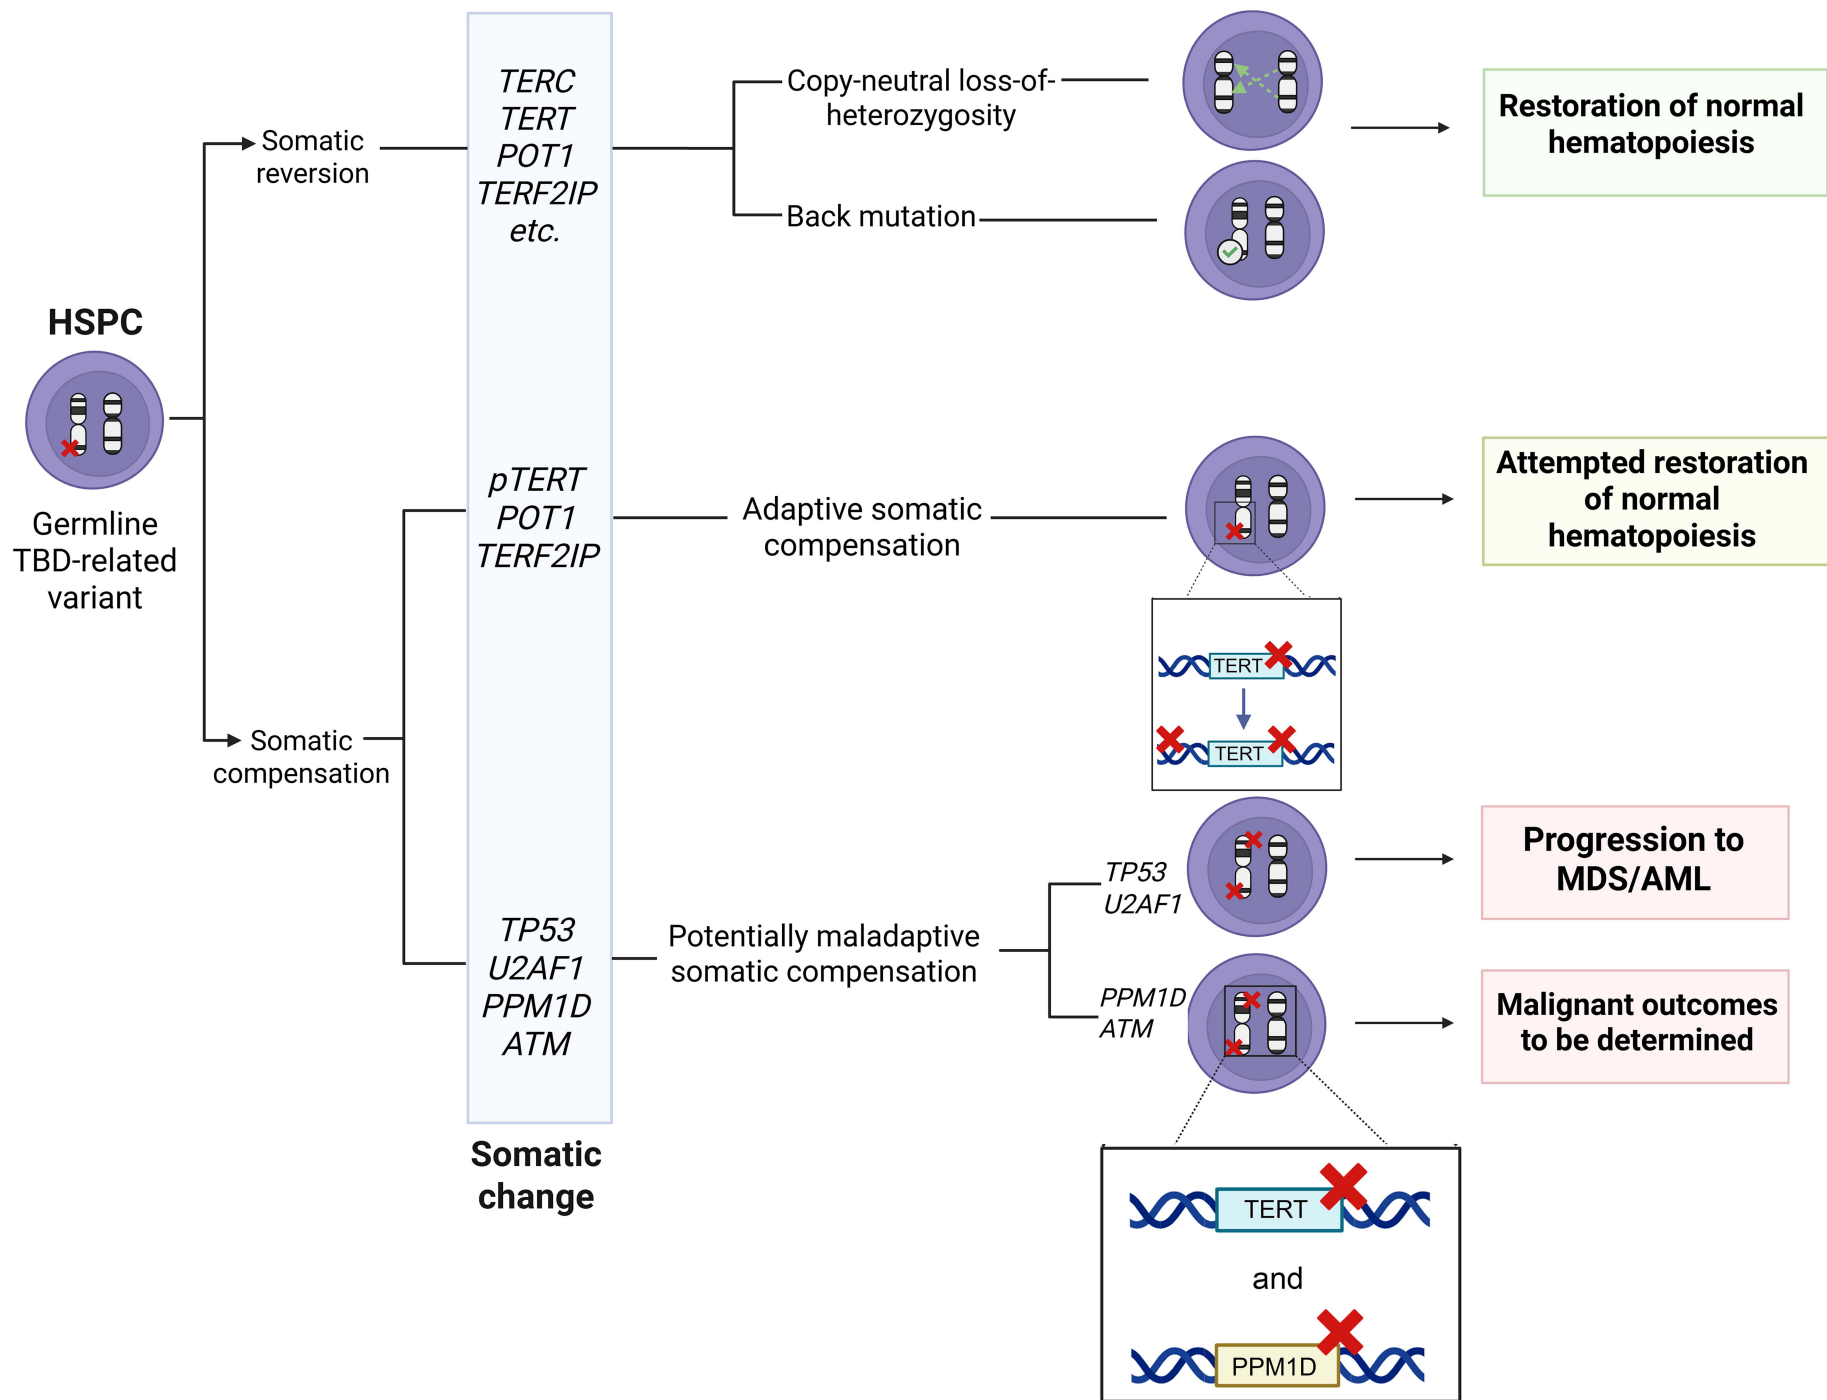 HSPC
Germline
TBD-related
variant
Somatic
reversion
Somatic
compensation
TERC
TERT
POT1
TERF2IP
etc.
pTERT
POT1
TERF2IP
TP53
U2AF1
PPM1D
ATM
Somatic
change
Copy-neutral loss-of-
heterozygosity
Back mutation
Restoration of normal
hematopoiesis
Adaptive somatic
compensation
Attempted restoration
of normal
hematopoiesis
TERT
TERT
Potentially maladaptive
somatic compensation
TP53
U2AF1
Progression to
MDS/AML
PPM1D
ATM
Malignant outcomes
to be determined
TERT
and
PPM1D